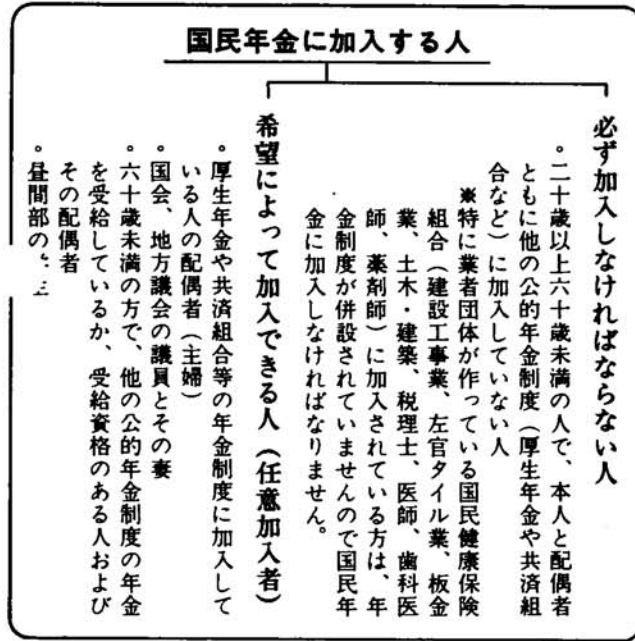 国民年金に加入する人
必ず加入しなければならない人
。二十歳以上六十歳未満の人で、本人と配偶者
ともに他の公的年金制度（厚生年金や共済組
合など）に加入していない人
※特に業者団体が作っている国民健康保険
組合（建設工事業、左官タイル業、板金
業、土木・建築、税理士、医師、歯科医
師、薬剤師）に加入されている方は、年
金制度が併設されていませんので国民年
金に加入しなければなりません。
希望によって加入できる人（任意加入者）
。厚生年金や共済組合等の年金制度に加入して
いる人の配偶者（主婦）
。国会、地方議会の議員とその妻
。六十歳未満の方で、他の公的年金制度の年金
を受給しているか、受給資格のある人および
その配偶者
。昼間部の